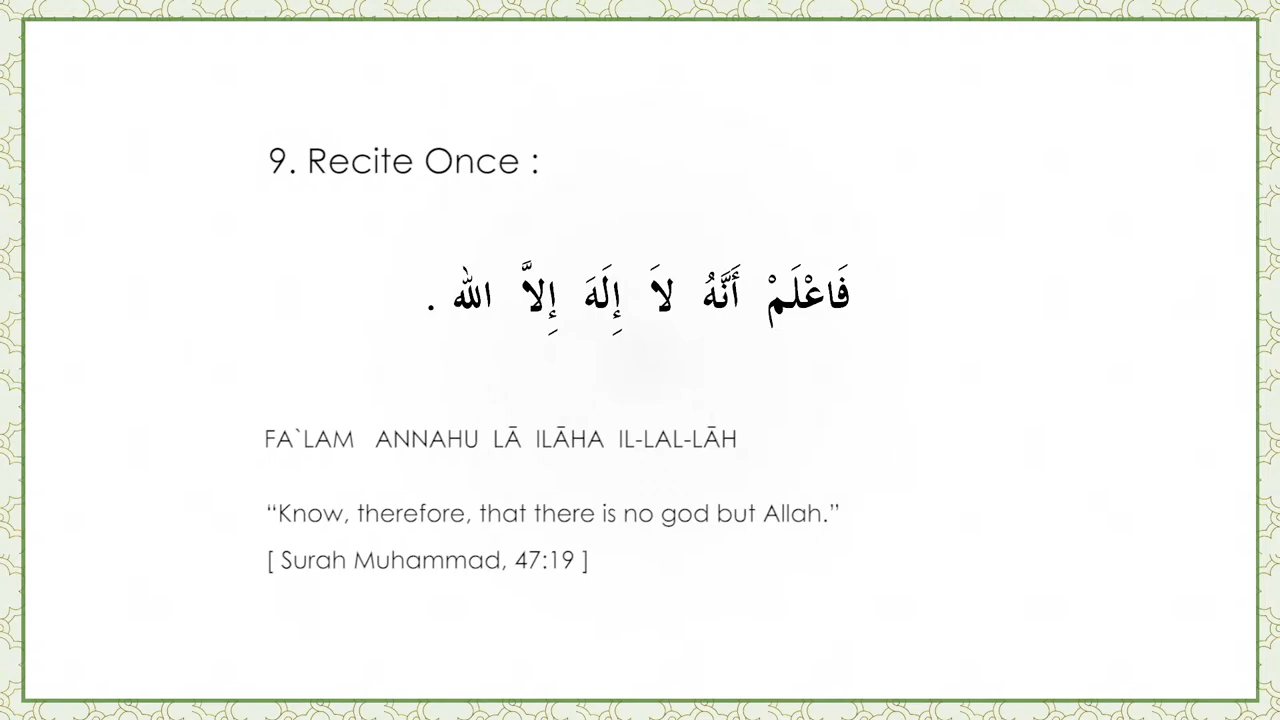 9. Recite Once :
فَاعْلَمْ أَنَّهُ لاَ إِلَهَ إِلاَّ الله .
FA`LAM ANNAHU LĀ ILĀHA IL-LAL-LĀH
“Know, therefore, that there is no god but Allah.”
[ Surah Muhammad, 47:19 ]